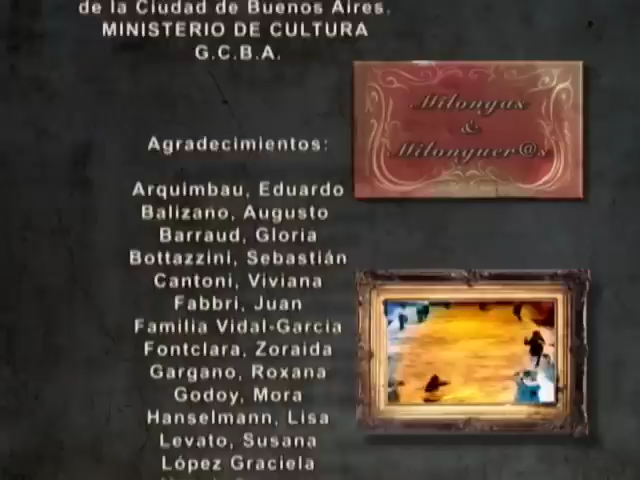 de la Ciudad de Buenos Aires.
MINISTERIO DE CULTURA
G.C.B.A.
Milongas
&
Milonguer@s
Agradecimientos:
Arquimbau, Eduardo
Balizano, Augusto
Barraud, Gloria
Bottazzini, Sebastián
Cantoni, Viviana
Fabbri, Juan
Familia Vidal-Garcia
Fontclara, Zoraida
Gargano, Roxana
Godoy, Mora
Hanselmann, Lisa
Levato, Susana
López Graciela